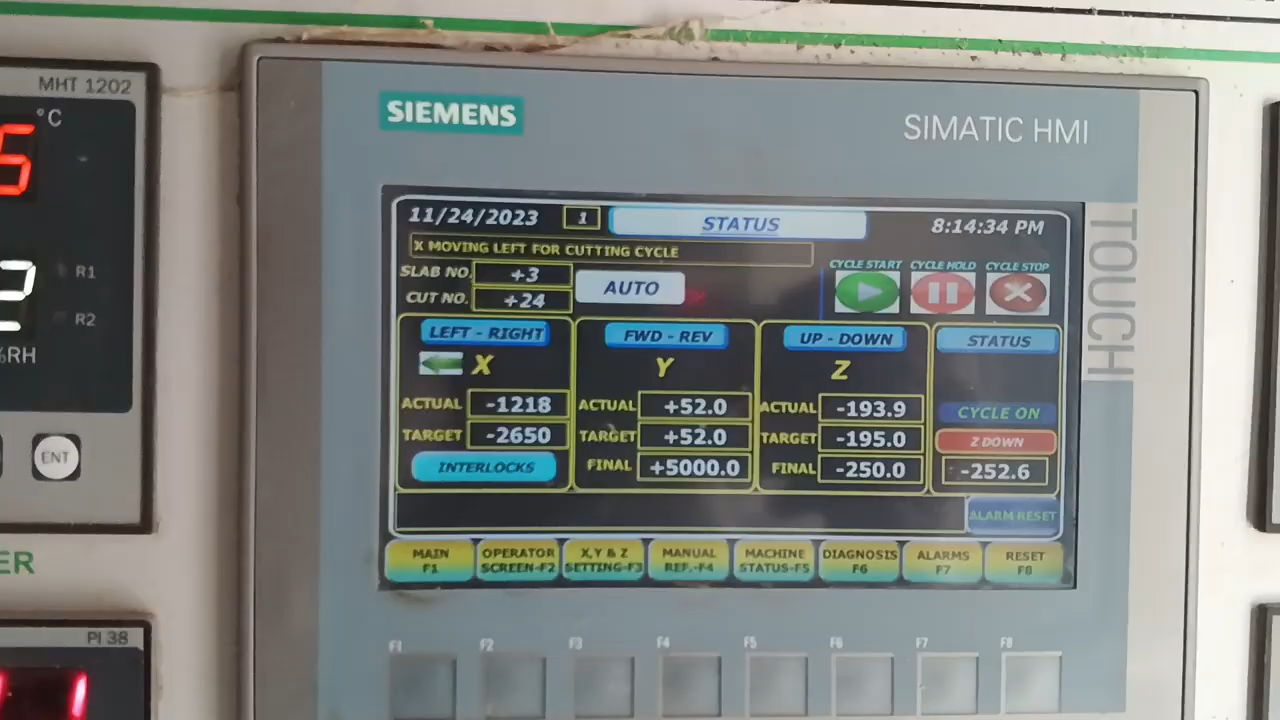 MHT 1202
°C
R1
R2
%RH
ENT
ER
PI 38
SIEMENS
SIMATIC HMI
TOUCH
11/24/2023 1 STATUS 8:14:34 PM
X MOVING LEFT FOR CUTTING CYCLE
SLAB NO. +3
CUT NO. +24
AUTO
CYCLE START CYCLE HOLD CYCLE STOP
LEFT - RIGHT FWD - REV UP - DOWN STATUS
X Y Z
ACTUAL -1218 ACTUAL +52.0 ACTUAL -193.9 CYCLE ON
TARGET -2650 TARGET +52.0 TARGET -195.0 Z DOWN
INTERLOCKS FINAL +5000.0 FINAL -250.0 -252.6
ALARM RESET
MAIN OPERATOR X,Y & Z MANUAL MACHINE DIAGNOSIS ALARMS RESET
F1 SCREEN-F2 SETTING-F3 REF.-F4 STATUS-F5 F6 F7 F8
F1 F2 F3 F4 F5 F6 F7 F8